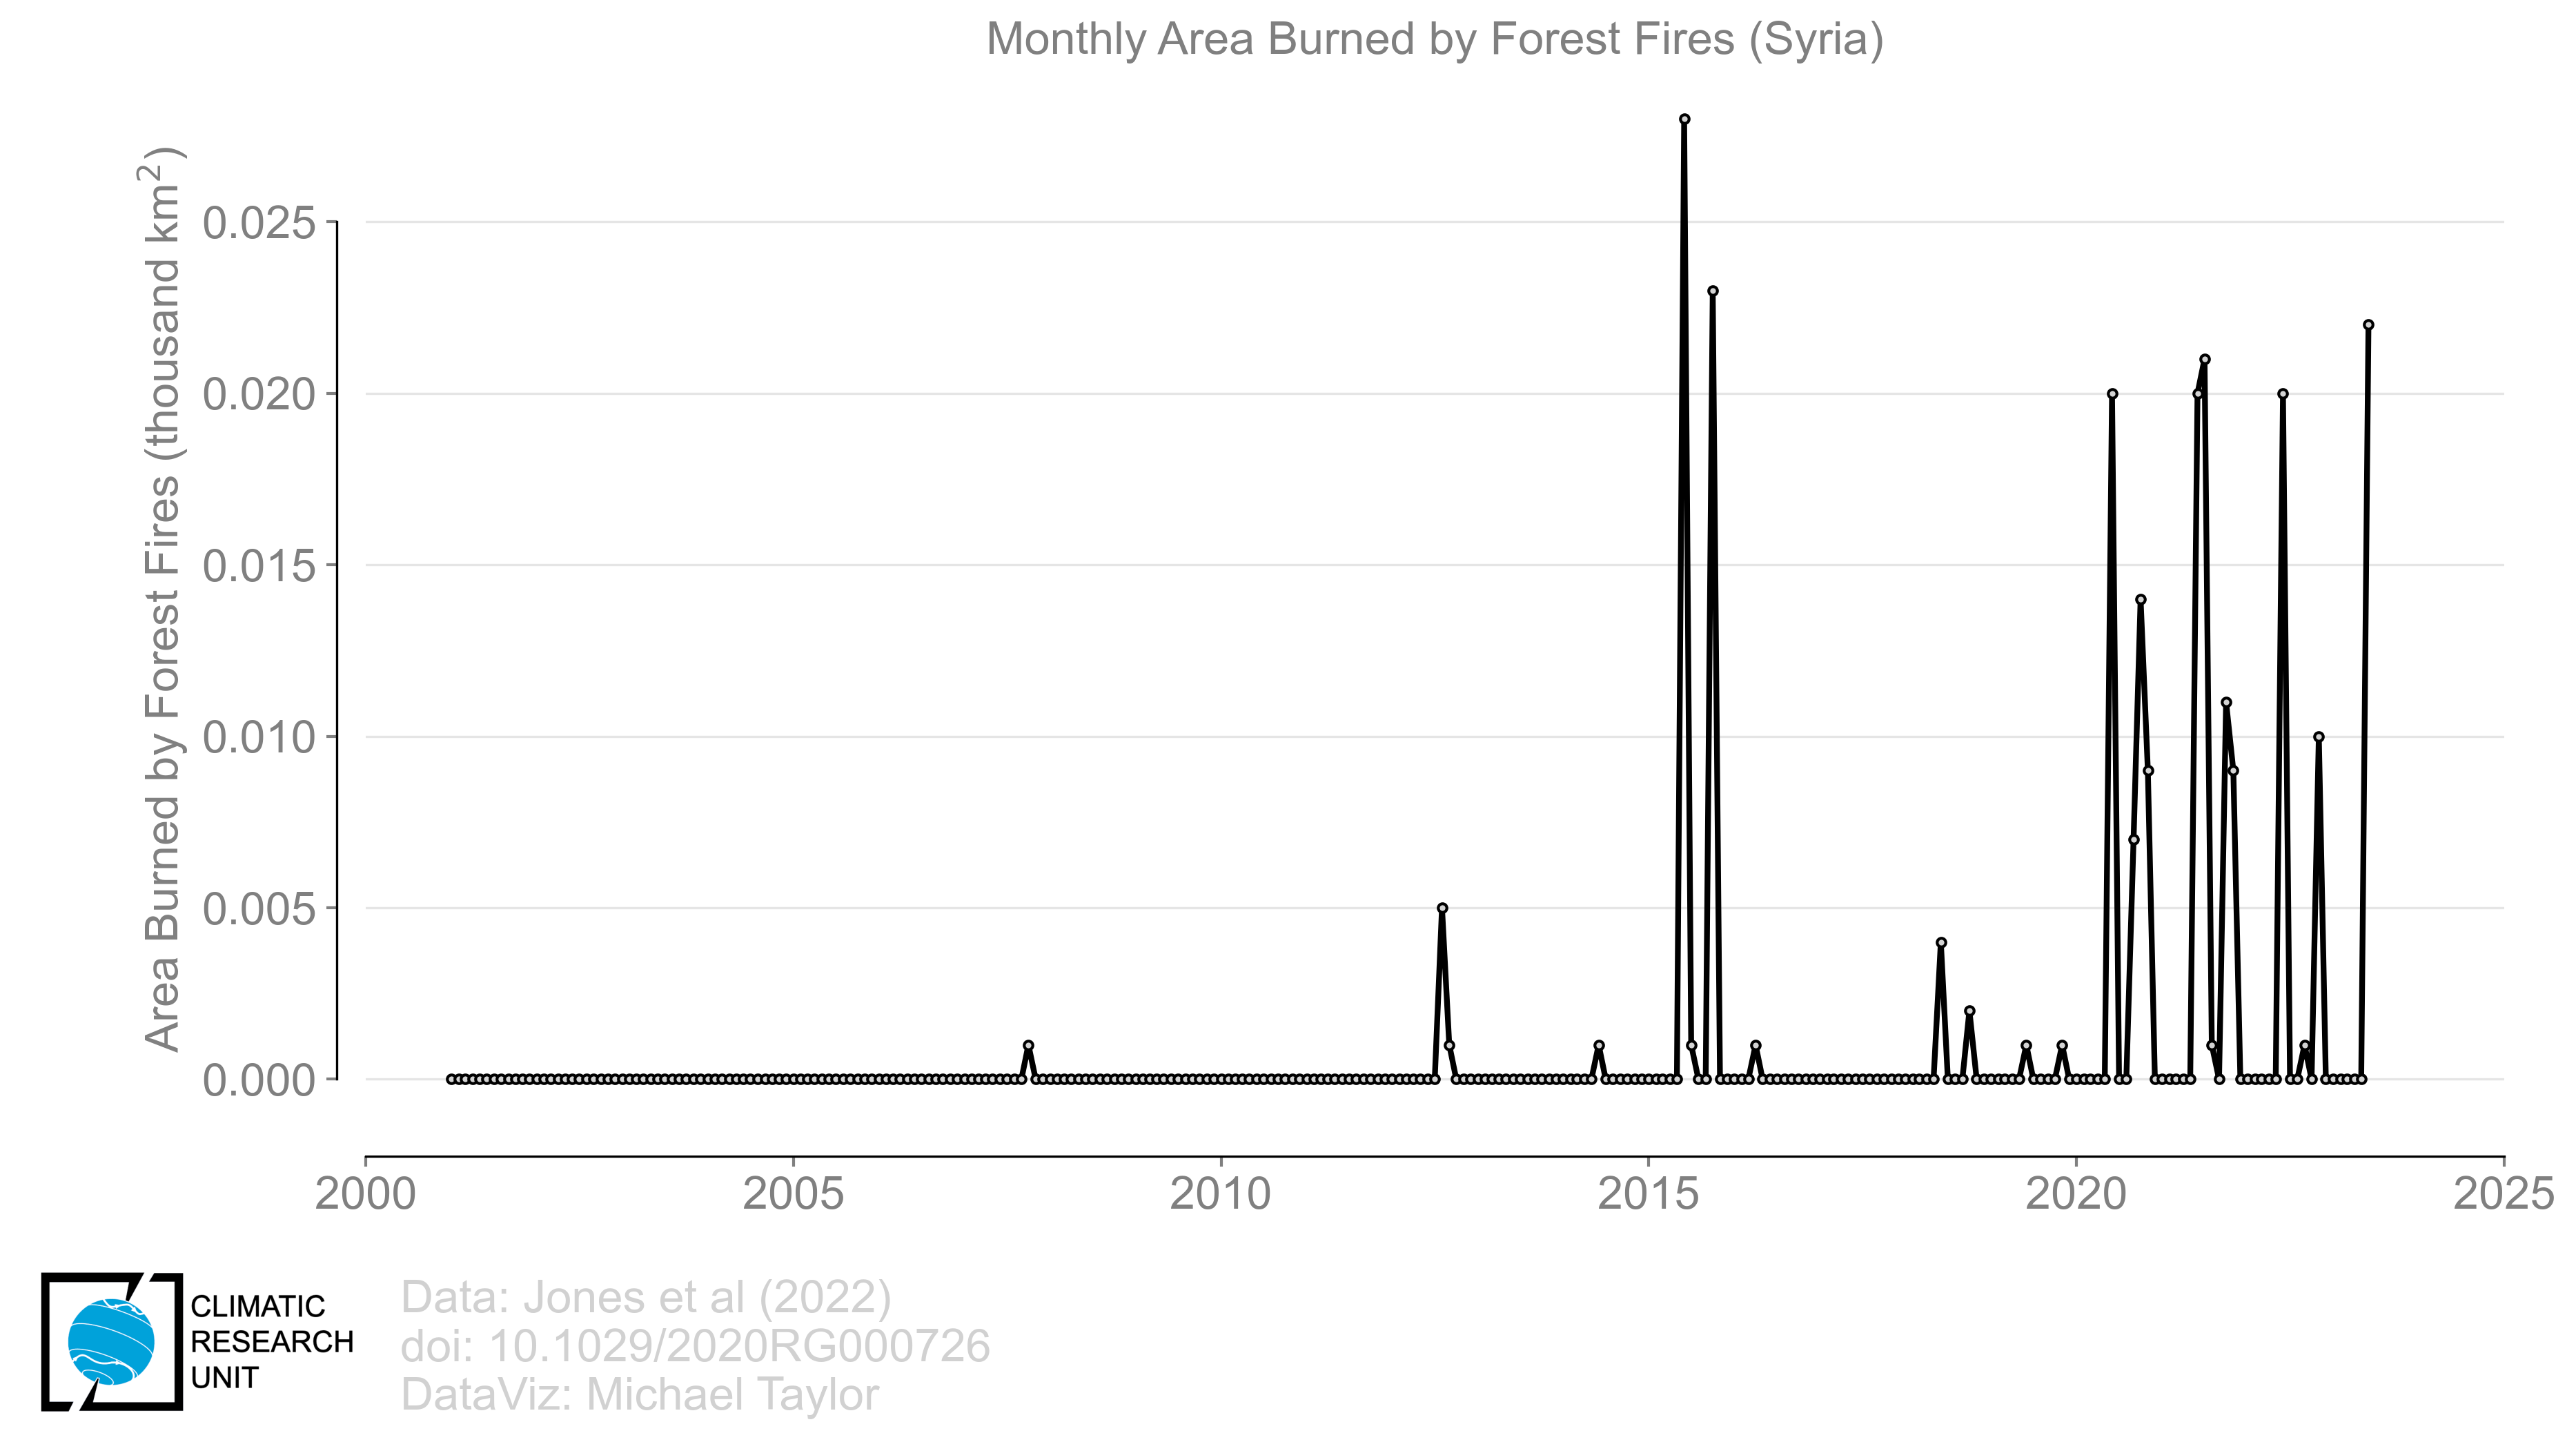 Monthly Area Burned by Forest Fires (Syria)
Area Burned by Forest Fires (thousand km²)
0.025
0.020
0.015
0.010
0.005
0.000
2000 2005 2010 2015 2020 2025
CLIMATIC
RESEARCH
UNIT
Data: Jones et al (2022)
doi: 10.1029/2020RG000726
DataViz: Michael Taylor